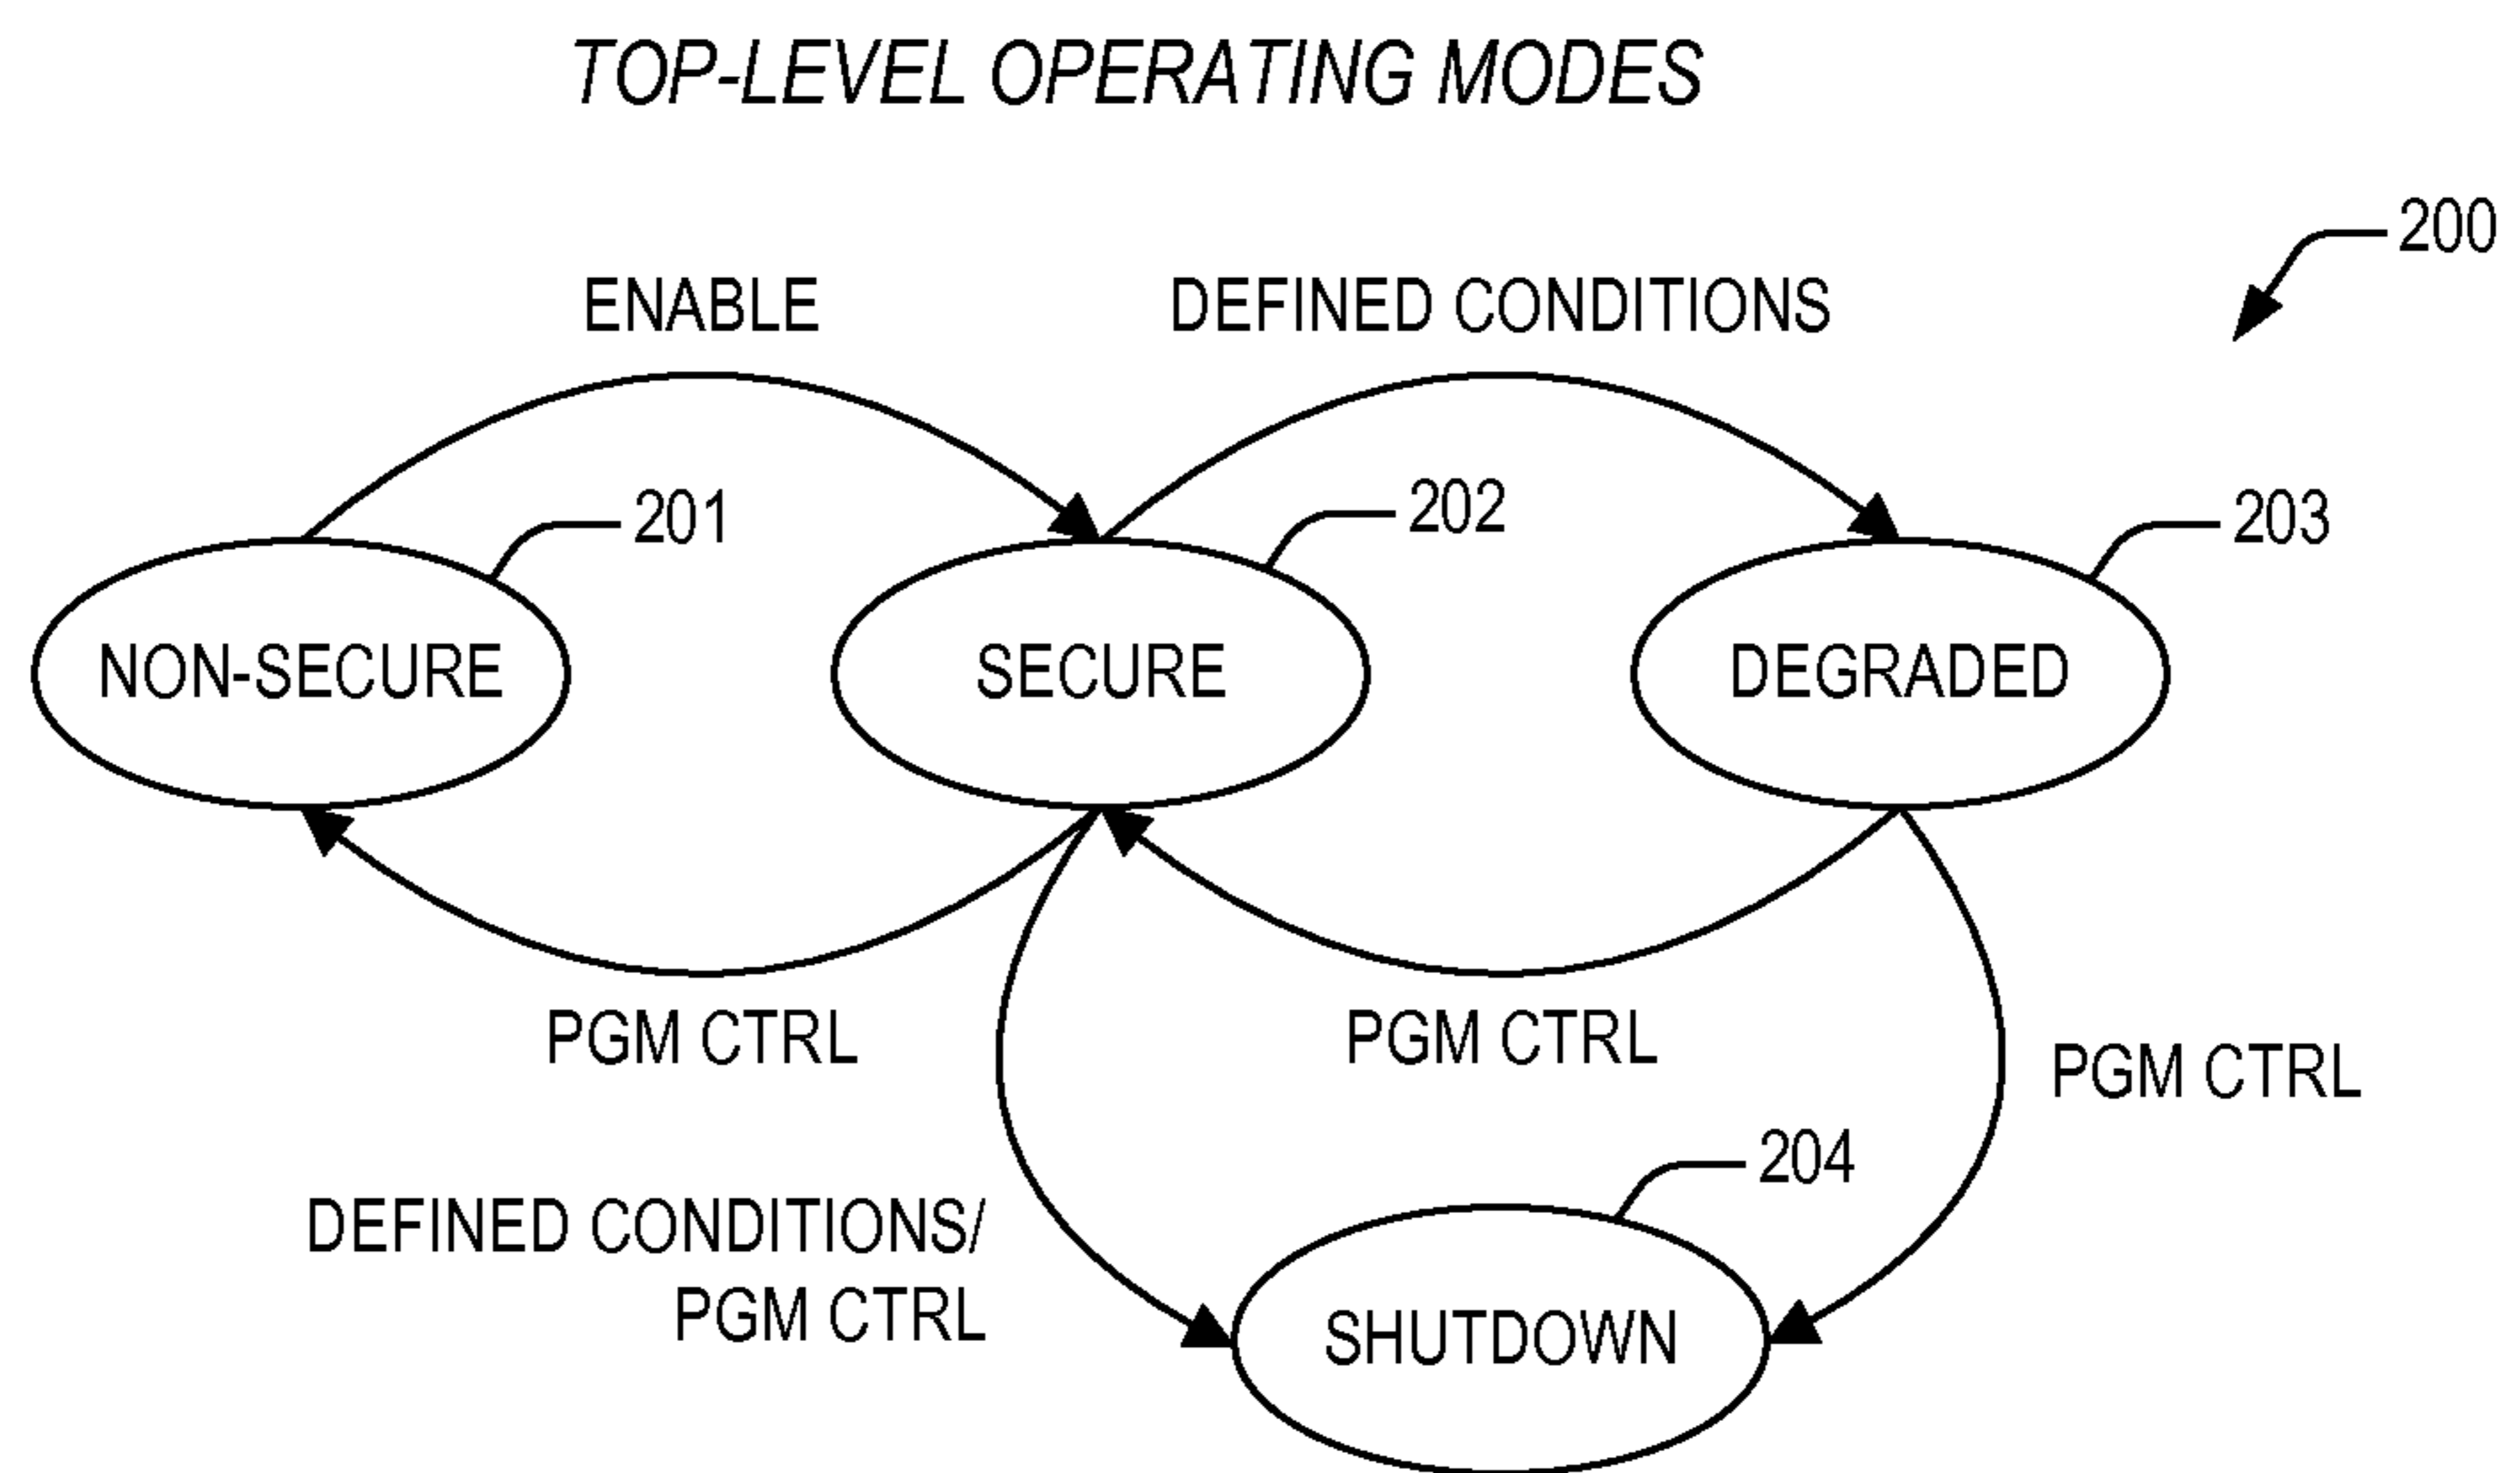 TOP-LEVEL OPERATING MODES
200
ENABLE
DEFINED CONDITIONS
201
202
203
NON-SECURE
SECURE
DEGRADED
PGM CTRL
PGM CTRL
PGM CTRL
204
DEFINED CONDITIONS/
PGM CTRL
SHUTDOWN